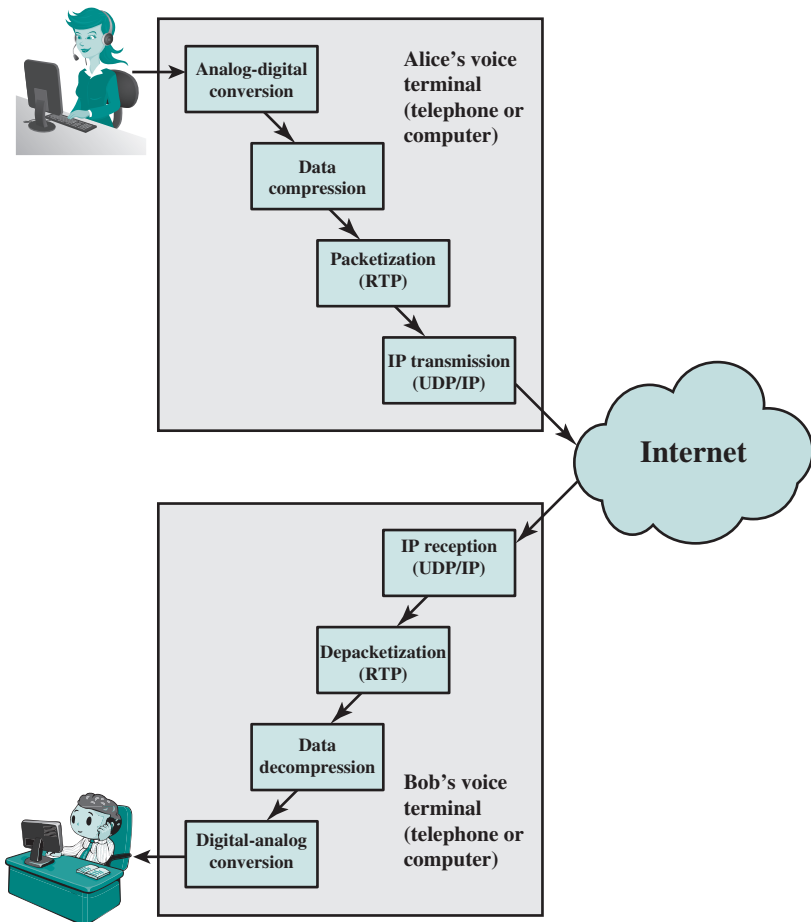 Analog-digital
conversion
Alice's voice
terminal
(telephone or
computer)
Data
compression
Packetization
(RTP)
IP transmission
(UDP/IP)
Internet
IP reception
(UDP/IP)
Depacketization
(RTP)
Data
decompression
Bob's voice
terminal
(telephone or
computer)
Digital-analog
conversion